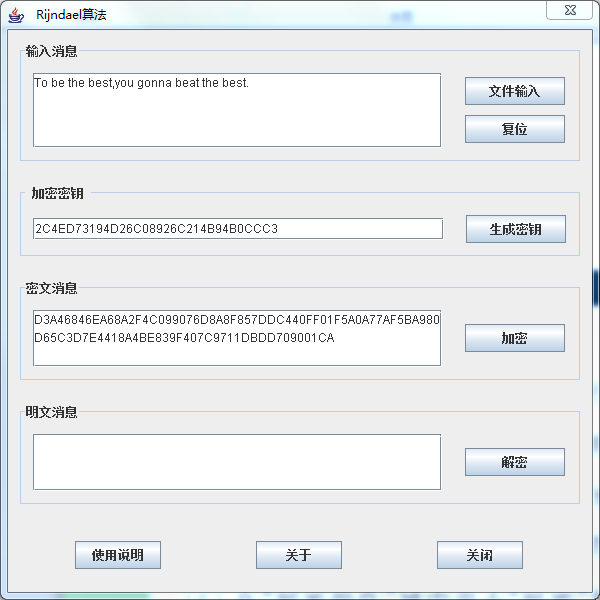 Rijndael算法
输入消息
To be the best,you gonna beat the best.
文件输入
复位
加密密钥
2C4ED73194D26C08926C214B94B0CCC3
生成密钥
密文消息
D3A46846EA68A2F4C099076D8A8F857DDC440FF01F5A0A77AF5BA980
D65C3D7E4418A4BE839F407C9711DBDD709001CA
加密
明文消息
解密
使用说明
关于
关闭